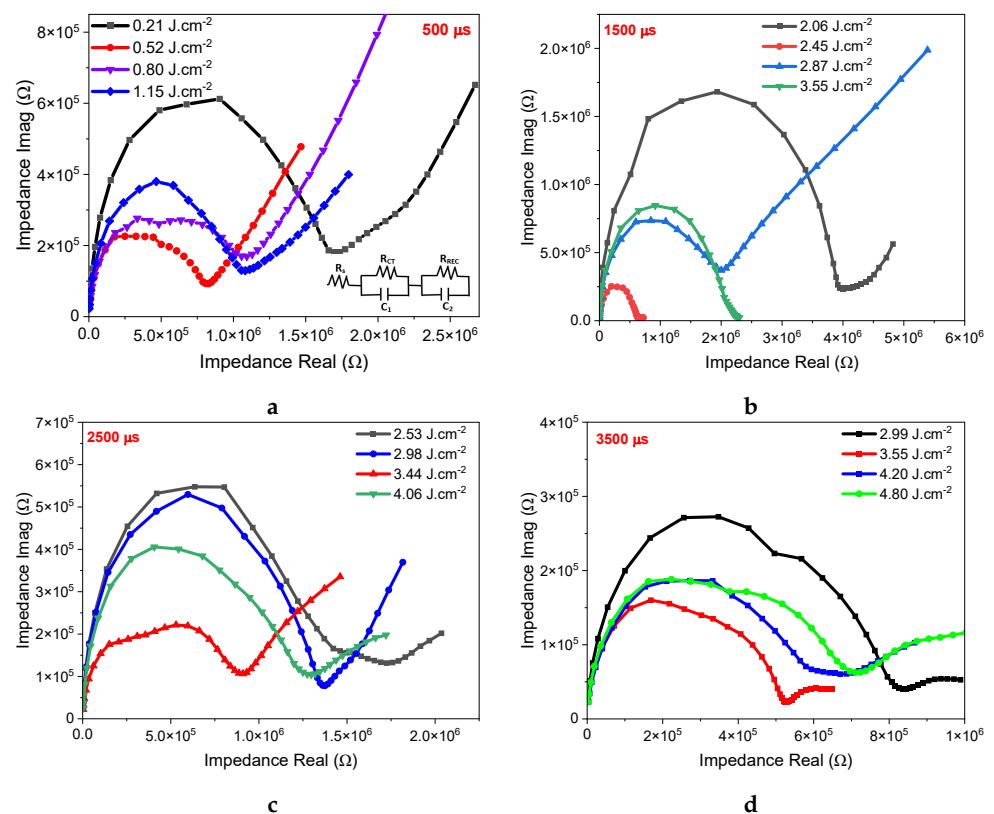 500 µs
0.21 J.cm⁻²
0.52 J.cm⁻²
0.80 J.cm⁻²
1.15 J.cm⁻²
8×10⁵
6×10⁵
4×10⁵
2×10⁵
0
Impedance Imag (Ω)
Rs
RCT
C1
RREC
C2
0.0 5.0×10⁵ 1.0×10⁶ 1.5×10⁶ 2.0×10⁶ 2.5×10⁶
Impedance Real (Ω)
a
1500 µs
2.06 J.cm⁻²
2.45 J.cm⁻²
2.87 J.cm⁻²
3.55 J.cm⁻²
2.0×10⁶
1.5×10⁶
1.0×10⁶
5.0×10⁵
0.0
Impedance Imag (Ω)
0 1×10⁶ 2×10⁶ 3×10⁶ 4×10⁶ 5×10⁶ 6×10⁶
Impedance Real (Ω)
b
2500 µs
2.53 J.cm⁻²
2.98 J.cm⁻²
3.44 J.cm⁻²
4.06 J.cm⁻²
7×10⁵
6×10⁵
5×10⁵
4×10⁵
3×10⁵
2×10⁵
1×10⁵
0
Impedance Imag (Ω)
0.0 5.0×10⁵ 1.0×10⁶ 1.5×10⁶ 2.0×10⁶
Impedance Real (Ω)
c
3500 µs
2.99 J.cm⁻²
3.55 J.cm⁻²
4.20 J.cm⁻²
4.80 J.cm⁻²
4×10⁵
3×10⁵
2×10⁵
1×10⁵
0
Impedance Imag (Ω)
0 2×10⁵ 4×10⁵ 6×10⁵ 8×10⁵ 1×10⁶
Impedance Real (Ω)
d